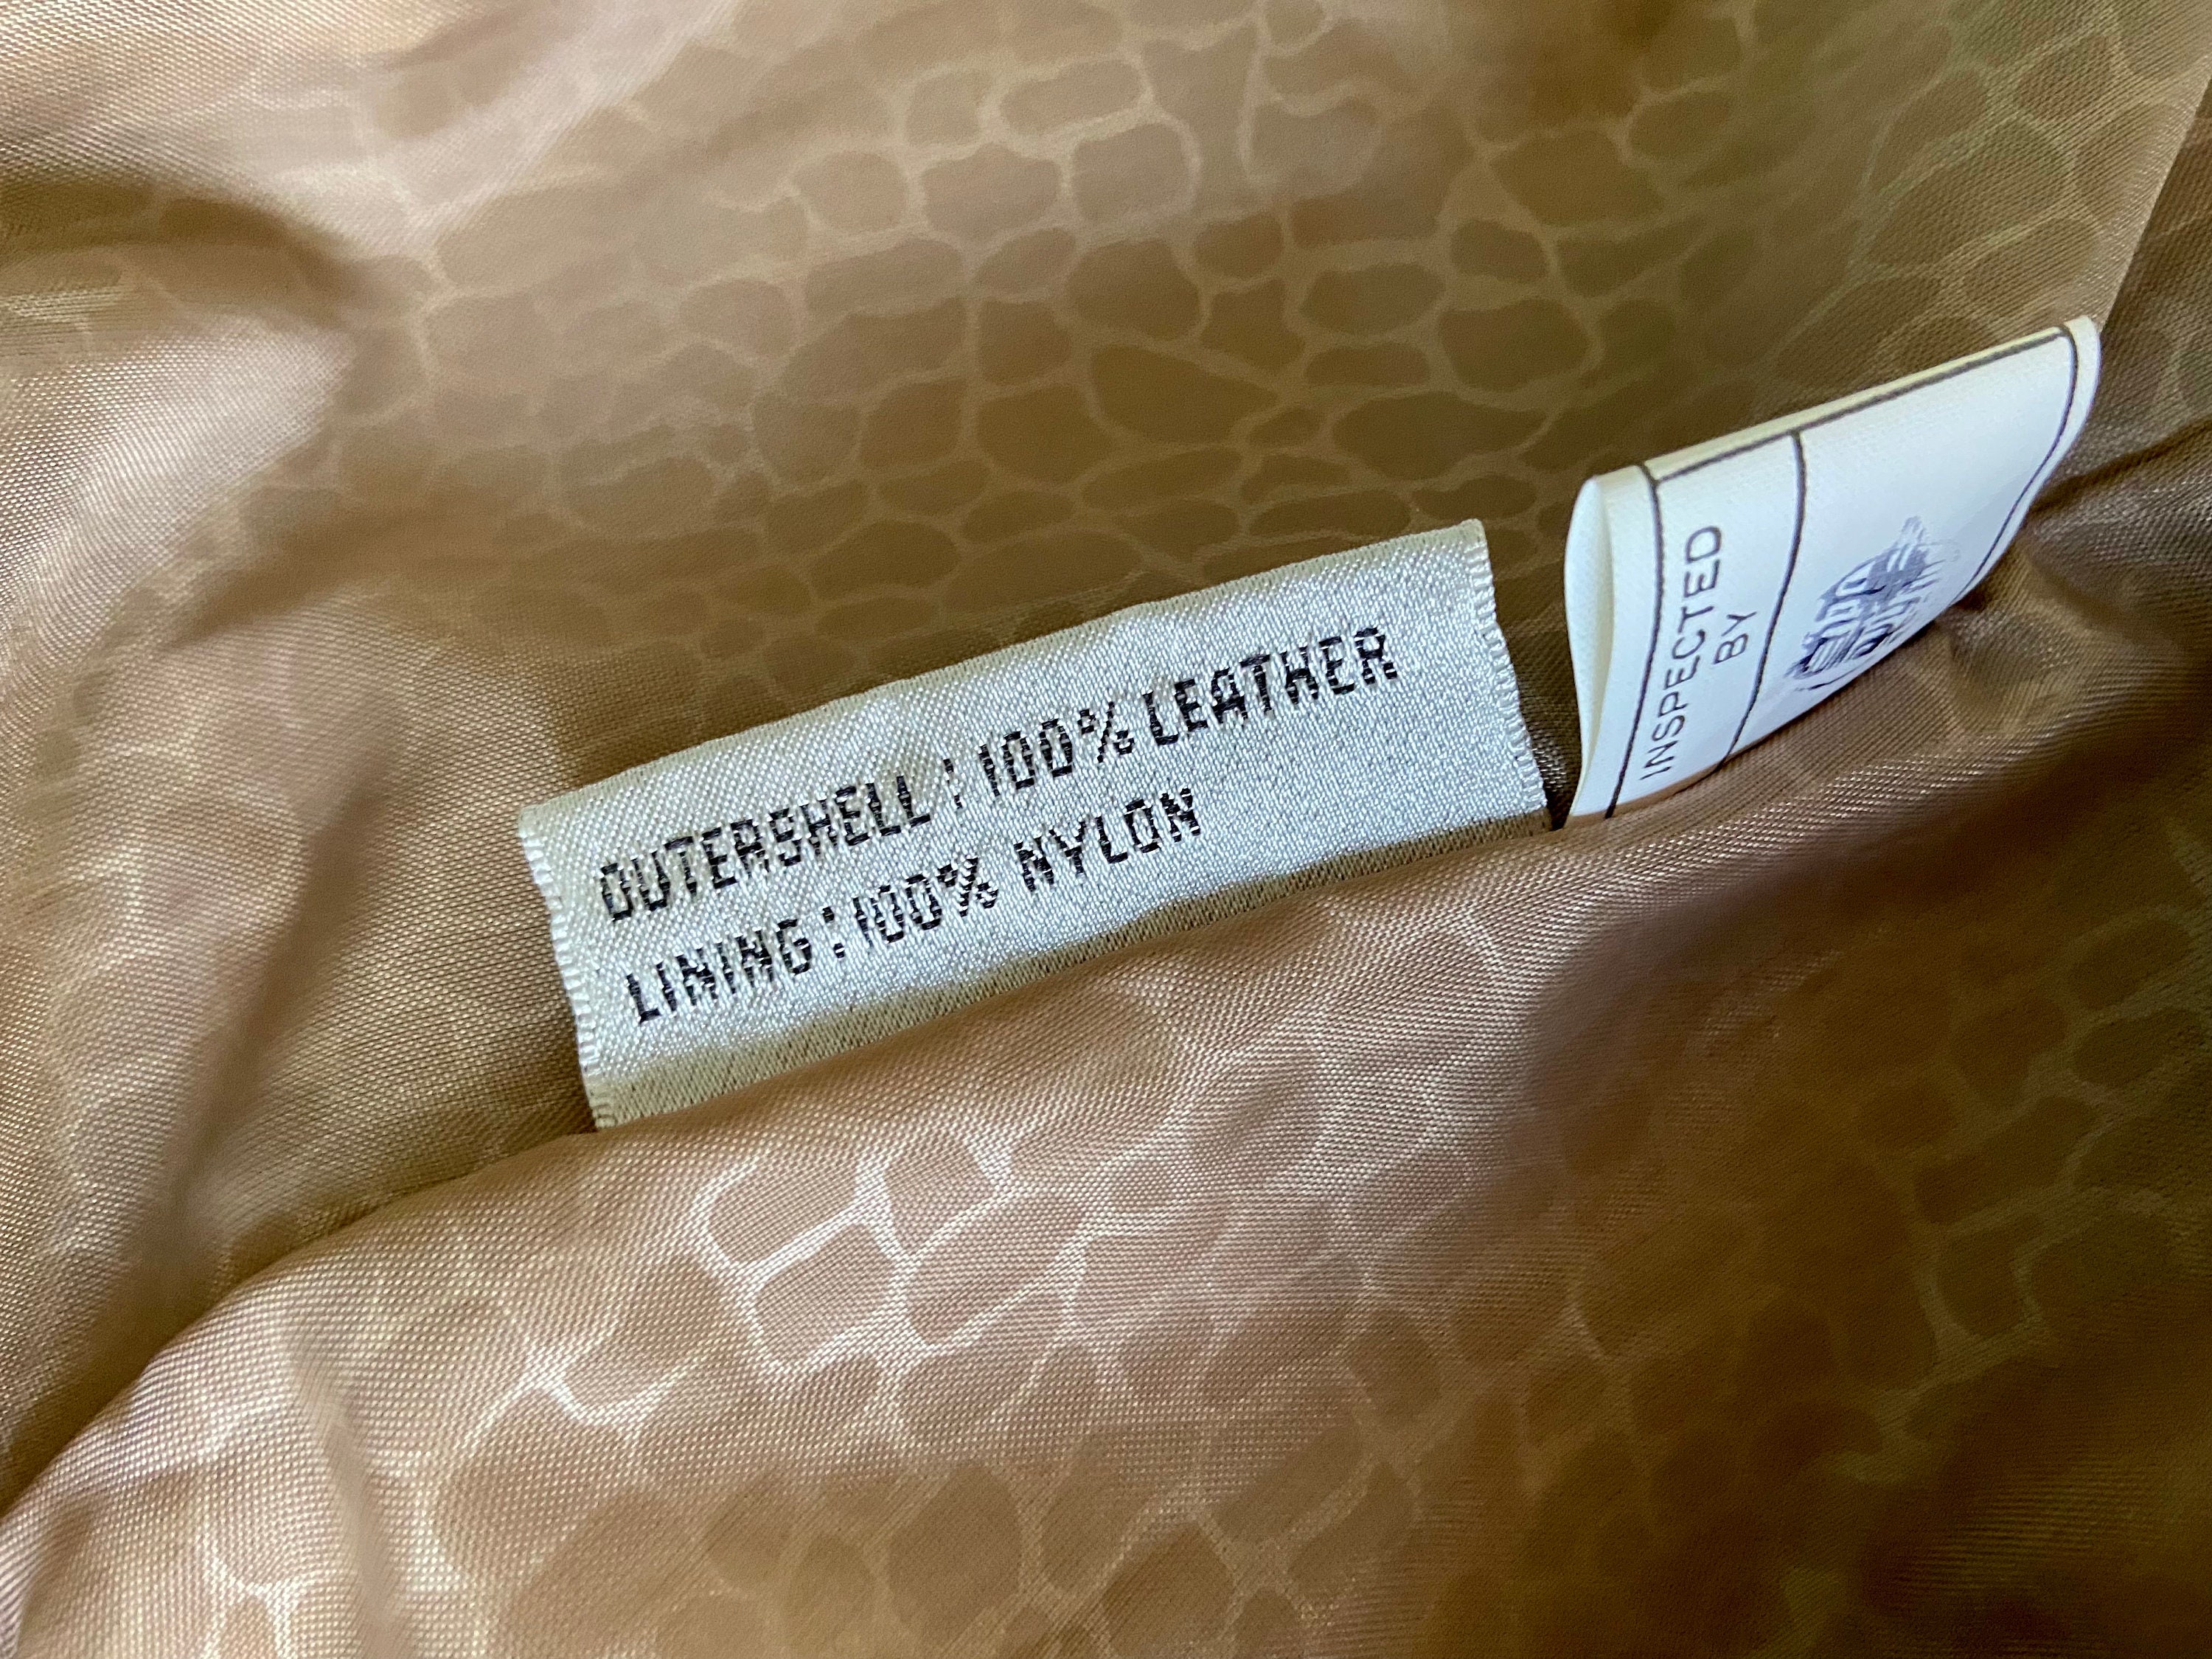 OUTERSHELL : 100% LEATHER
LINING : 100% NYLON
INSPECTED
BY